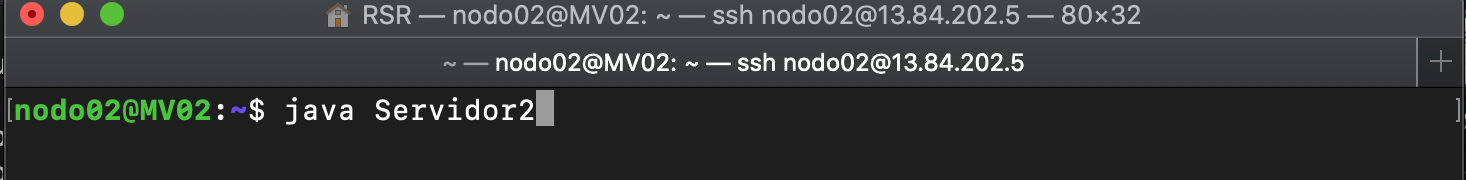 RSR — nodo02@MV02: ~ — ssh nodo02@13.84.202.5 — 80×32
~ — nodo02@MV02: ~ — ssh nodo02@13.84.202.5
[nodo02@MV02:~$ java Servidor2 ]